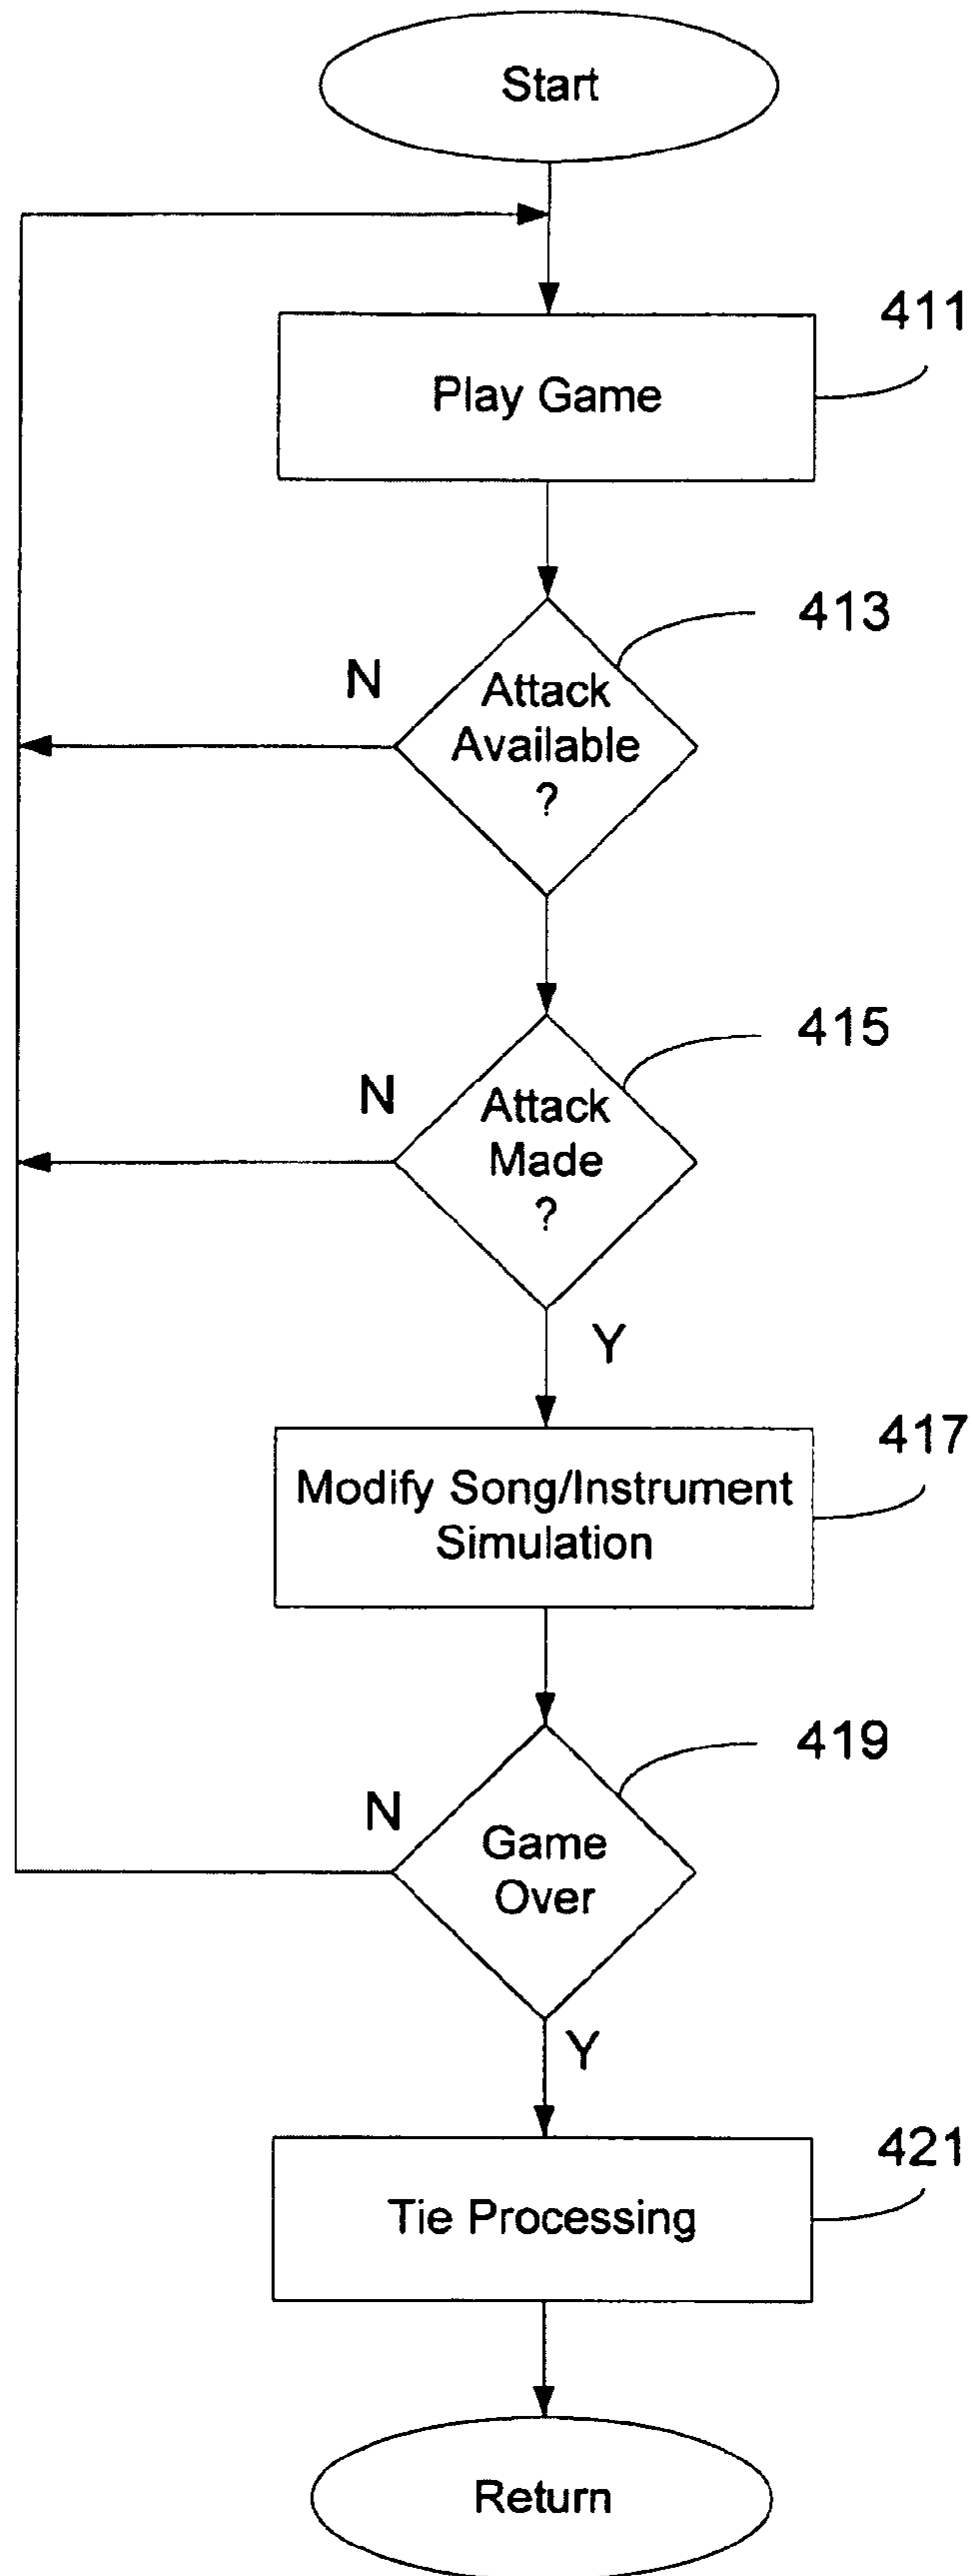 Start
411
Play Game
413
N
Attack
Available
?
415
N
Attack
Made
?
Y
417
Modify Song/Instrument
Simulation
419
N
Game
Over
Y
421
Tie Processing
Return